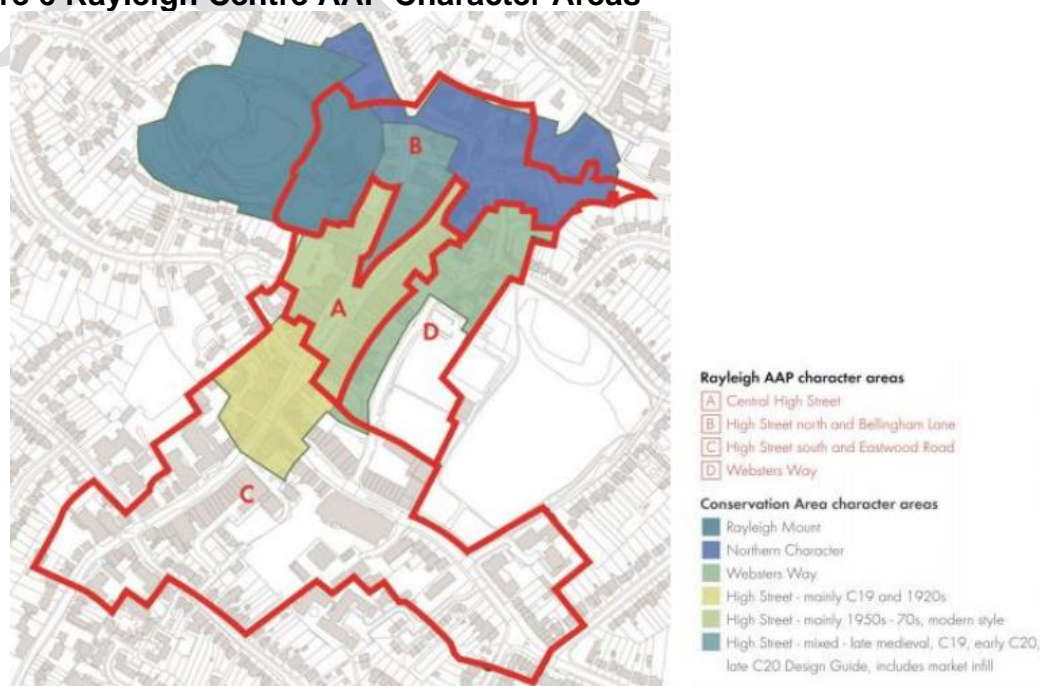 Rayleigh Centre AAP Character Areas
B
A
D
C
Rayleigh AAP character areas
A Central High Street
B High Street north and Bellingham Lane
C High Street south and Eastwood Road
D Websters Way
Conservation Area character areas
Rayleigh Mount
Northern Character
Websters Way
High Street - mainly C19 and 1920s
High Street - mainly 1950s - 70s, modern style
High Street - mixed - late medieval, C19, early C20,
late C20 Design Guide, includes market infill